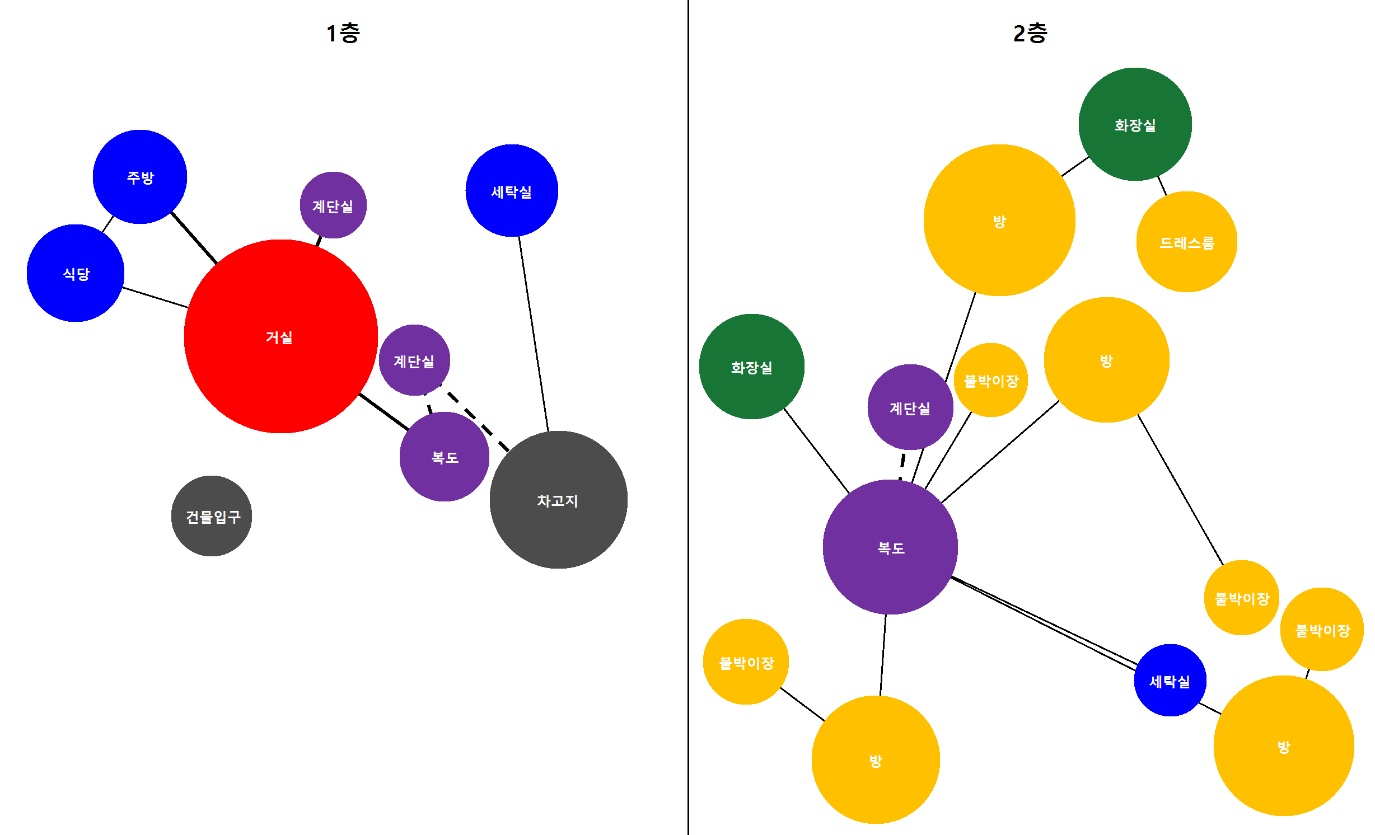 1층
주방
세탁실
계단실
식당
거실
계단실
복도
차고지
건물입구
2층
화장실
방
드레스룸
방
화장실
붙박이장
계단실
복도
붙박이장
붙박이장
붙박이장
세탁실
방
방